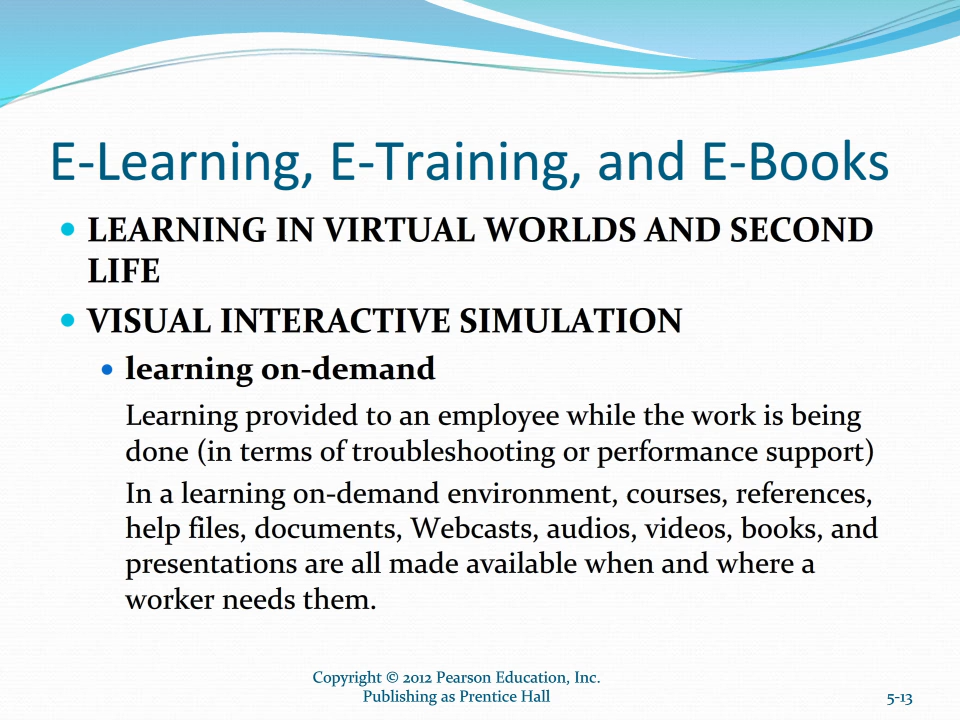 E-Learning, E-Training, and E-Books
• LEARNING IN VIRTUAL WORLDS AND SECOND
LIFE
• VISUAL INTERACTIVE SIMULATION
• learning on-demand
Learning provided to an employee while the work is being
done (in terms of troubleshooting or performance support)
In a learning on-demand environment, courses, references,
help files, documents, Webcasts, audios, videos, books, and
presentations are all made available when and where a
worker needs them.
Copyright © 2012 Pearson Education, Inc.
Publishing as Prentice Hall
5-13